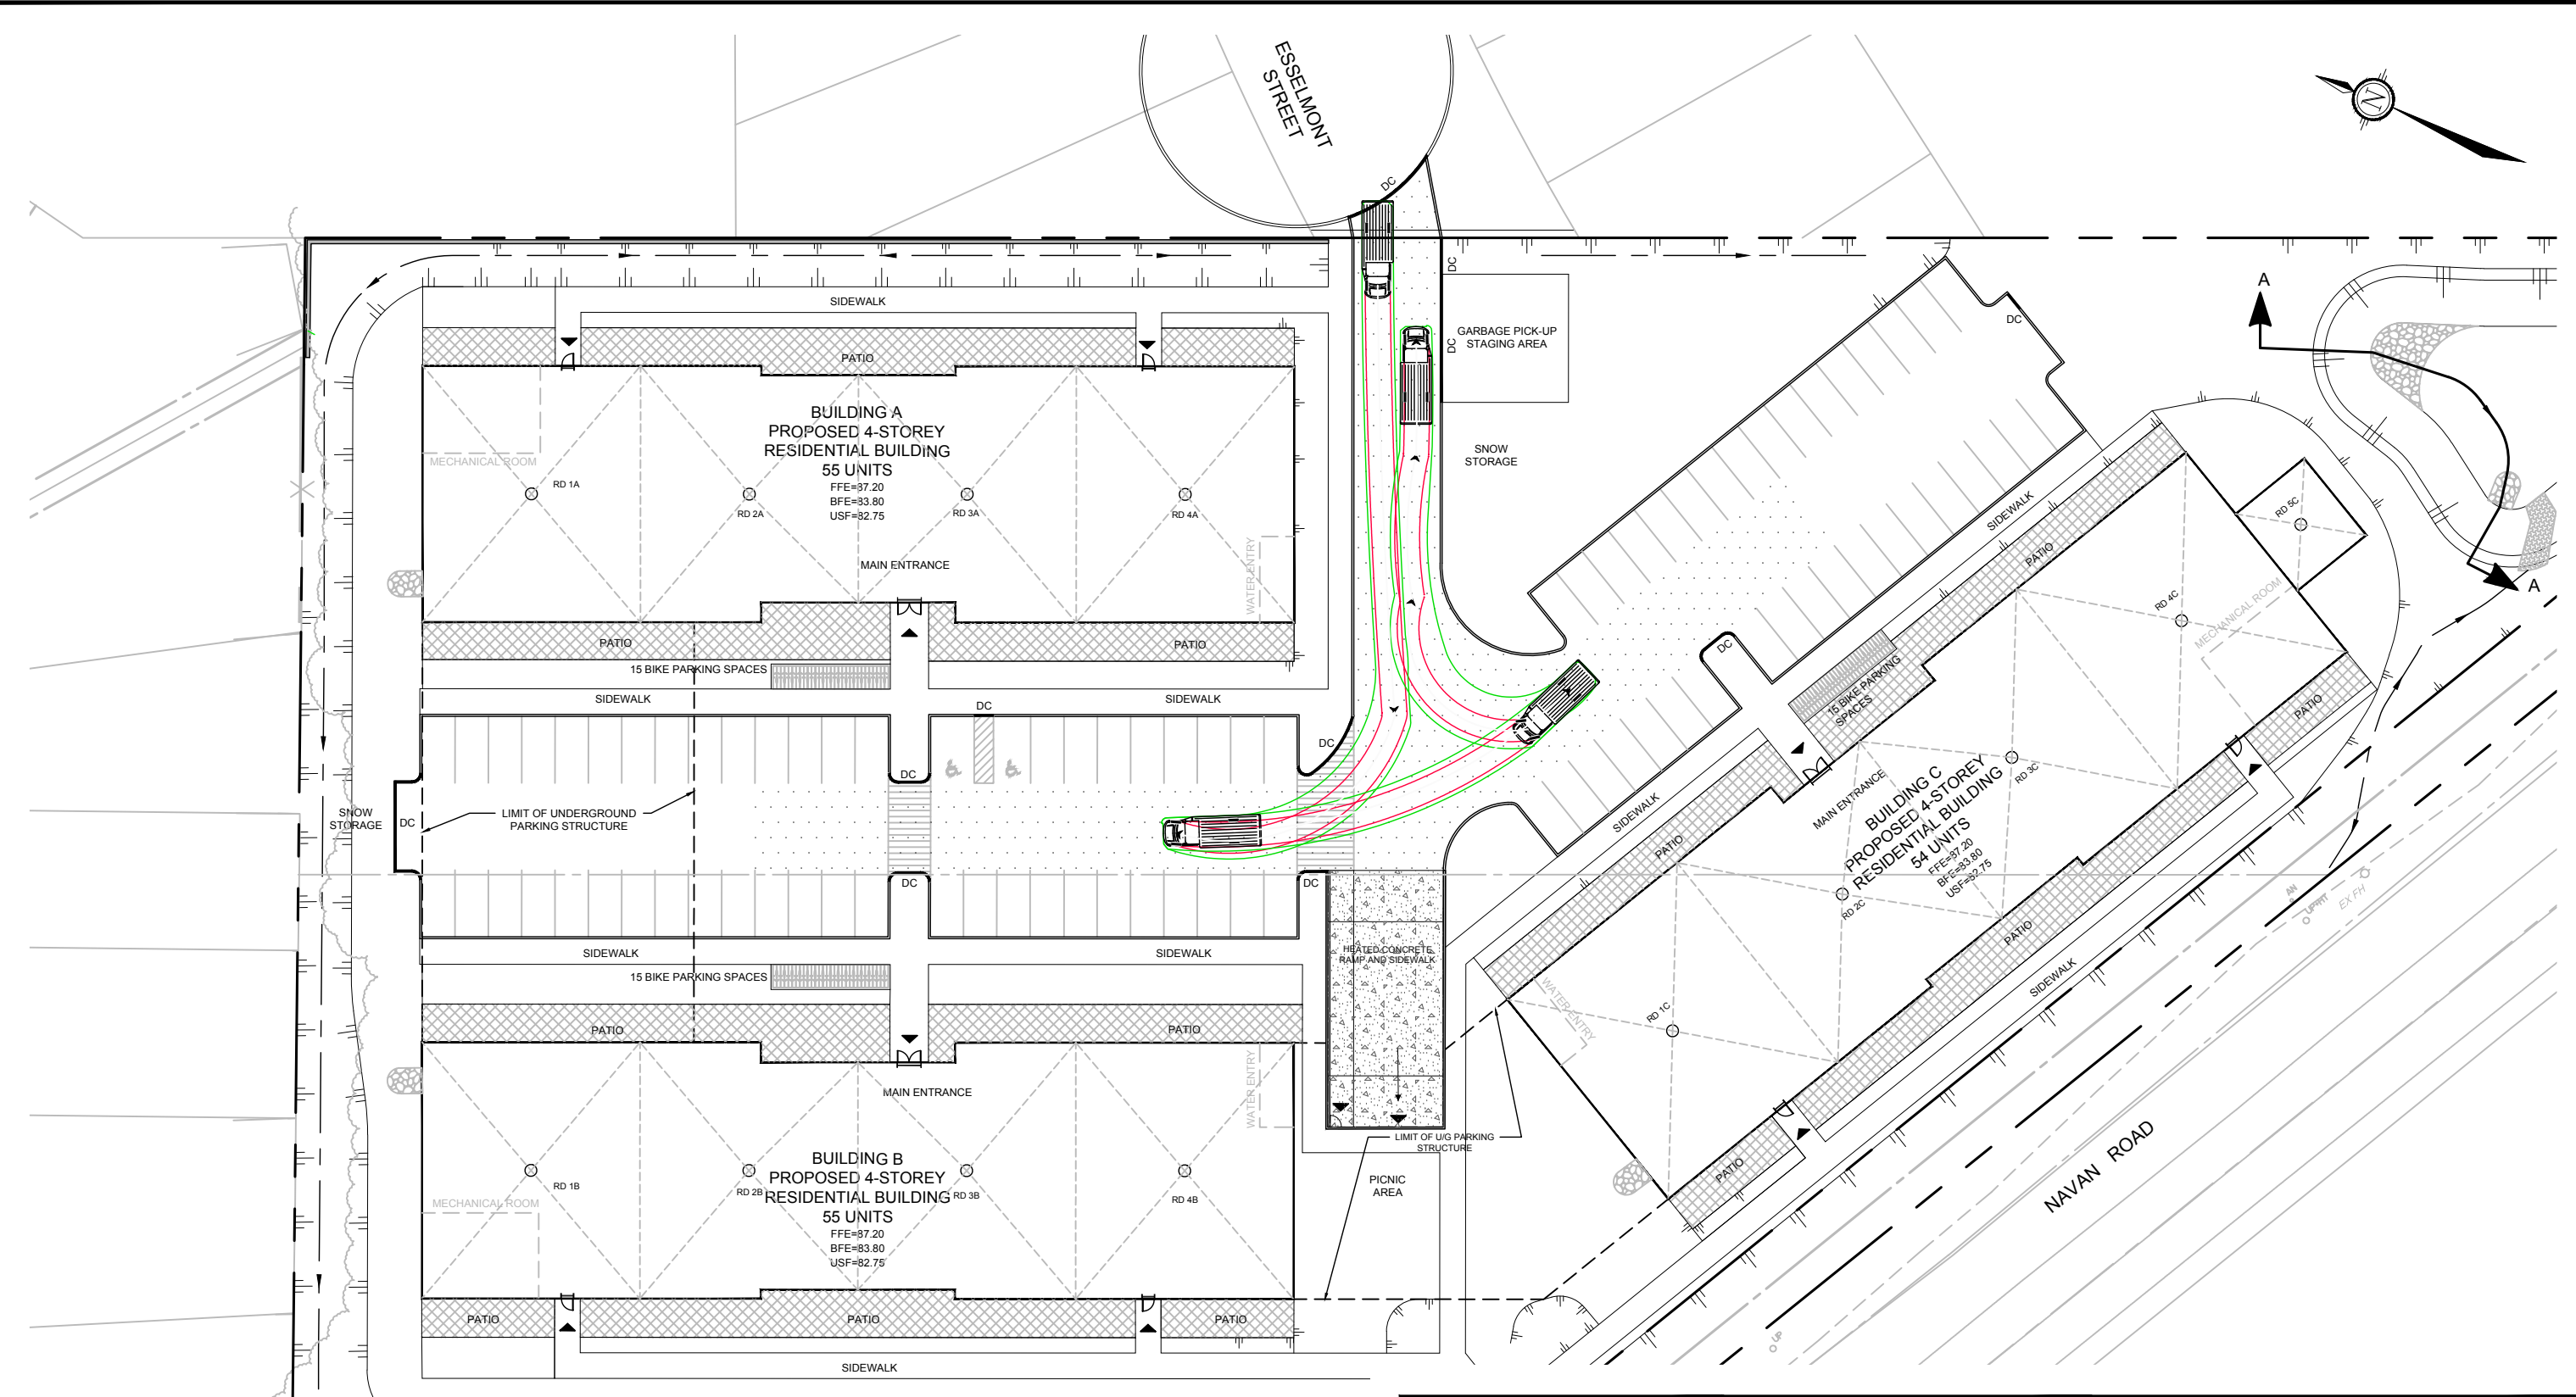 ESSELMONT
STREET
N
DC
DC
DC
GARBAGE PICK-UP
STAGING AREA
SNOW
STORAGE
DC
A
A
SIDEWALK
PATIO
BUILDING A
PROPOSED 4-STOREY
RESIDENTIAL BUILDING
55 UNITS
FFE=87.20
BFE=83.80
USF=82.75
MECHANICAL ROOM
RD 1A
RD 2A
RD 3A
RD 4A
MAIN ENTRANCE
WATER ENTRY
PATIO
PATIO
15 BIKE PARKING SPACES
SIDEWALK
SIDEWALK
DC
DC
DC
SNOW
STORAGE
DC
LIMIT OF UNDERGROUND
PARKING STRUCTURE
DC
DC
SIDEWALK
SIDEWALK
15 BIKE PARKING SPACES
PATIO
PATIO
MAIN ENTRANCE
WATER ENTRY
BUILDING B
PROPOSED 4-STOREY
RESIDENTIAL BUILDING
55 UNITS
FFE=87.20
BFE=83.80
USF=82.75
MECHANICAL ROOM
RD 1B
RD 2B
RD 3B
RD 4B
PATIO
PATIO
PATIO
SIDEWALK
HEATED CONCRETE
RAMP AND SIDEWALK
LIMIT OF U/G PARKING
STRUCTURE
PICNIC
AREA
DC
SIDEWALK
PATIO
RD 5C
RD 4C
MECHANICAL ROOM
15 BIKE PARKING
SPACES
PATIO
RD 3C
MAIN ENTRANCE
BUILDING C
PROPOSED 4-STOREY
RESIDENTIAL BUILDING
54 UNITS
FFE=87.20
BFE=83.80
USF=82.75
RD 2C
SIDEWALK
PATIO
WATER ENTRY
RD 1C
PATIO
SIDEWALK
PATIO
AN
EX FH
UP
NAVAN ROAD